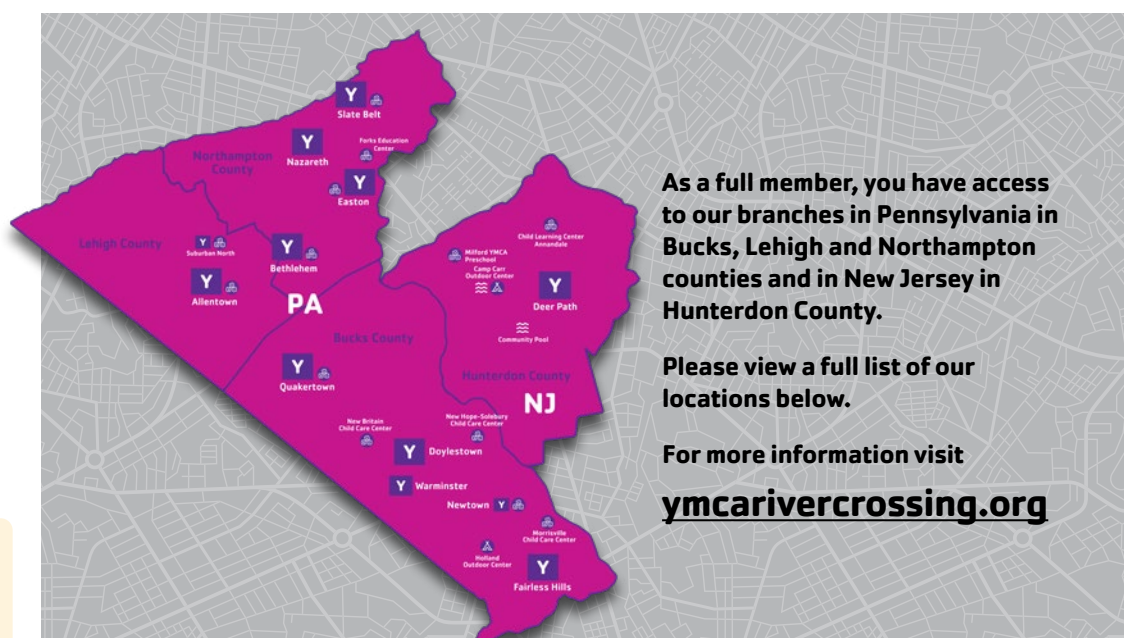 Y
Slate Belt
Y
Nazareth
Forks Education
Center
Northampton
County
Y
Easton
Lehigh County
Y
Suburban North
Y
Bethlehem
Y
Allentown
PA
Child Learning Center
Annandale
Milford YMCA
Preschool
Camp Carr
Outdoor Center
Y
Deer Path
Community Pool
Bucks County
Hunterdon County
NJ
Y
Quakertown
New Britain
Child Care Center
New Hope-Solebury
Child Care Center
Y Doylestown
Y Warminster
Newtown Y
Morrisville
Child Care Center
Holland
Outdoor Center
Y
Fairless Hills
As a full member, you have access
to our branches in Pennsylvania in
Bucks, Lehigh and Northampton
counties and in New Jersey in
Hunterdon County.
Please view a full list of our
locations below.
For more information visit
ymcarivercrossing.org